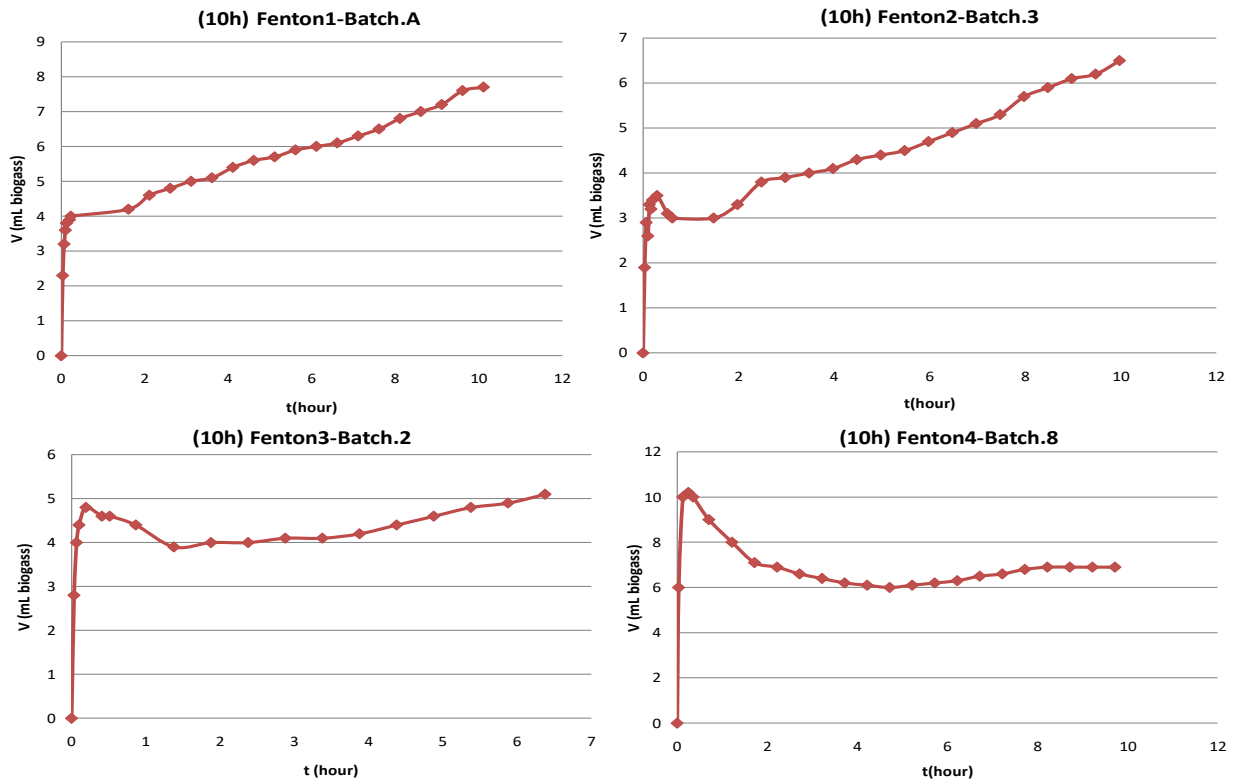 (10h) Fenton1-Batch.A
9
8
7
6
5
4
3
2
1
0
V (mL biogass)
0 2 4 6 8 10 12
t(hour)
(10h) Fenton2-Batch.3
7
6
5
4
3
2
1
0
V (mL biogass)
0 2 4 6 8 10 12
t(hour)
(10h) Fenton3-Batch.2
6
5
4
3
2
1
0
V (mL biogass)
0 1 2 3 4 5 6 7
t (hour)
(10h) Fenton4-Batch.8
12
10
8
6
4
2
0
V (mL biogass)
0 2 4 6 8 10 12
t(hour)